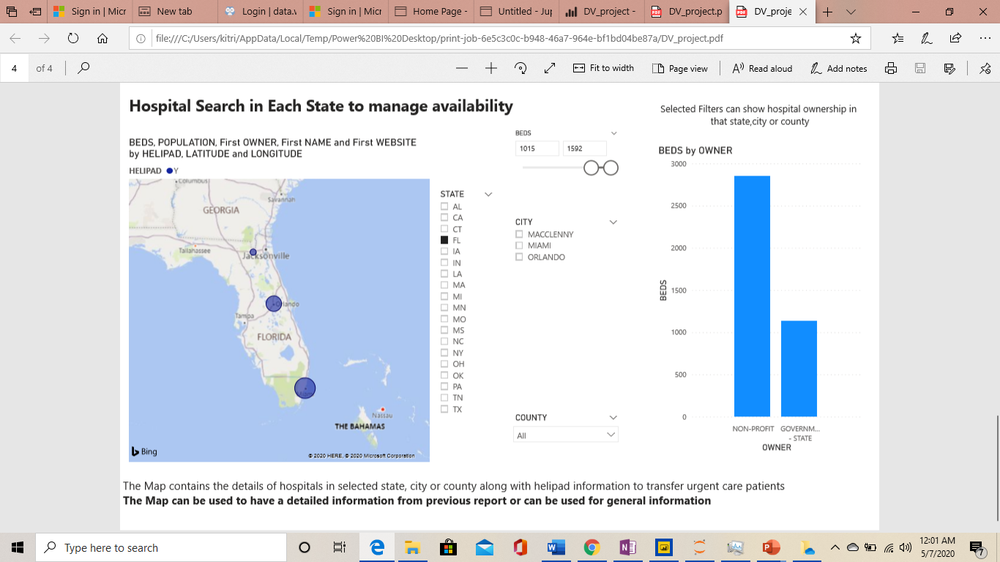 Sign in | Micr
New tab
Login | data.v
Sign in | Micr
Home Page -
Untitled - Jup
DV_project -
DV_project.p
DV_proje
file:///C:/Users/kitri/AppData/Local/Temp/Power%20BI%20Desktop/print-job-6e5c3c0c-b948-46a7-964e-bf1bd04be87a/DV_project.pdf
4 of 4
Fit to width
Page view
Read aloud
Add notes
Hospital Search in Each State to manage availability
Selected Filters can show hospital ownership in
that state,city or county
BEDS, POPULATION, First OWNER, First NAME and First WEBSITE
by HELIPAD, LATITUDE and LONGITUDE
HELIPAD Y
Columbus
Savannah
GEORGIA
Tallahassee
Jacksonville
Orlando
Tampa
FLORIDA
Nassau
THE BAHAMAS
Bing
© 2020 HERE, © 2020 Microsoft Corporation
STATE
AL
CA
CT
FL
IA
IN
LA
MA
MI
MN
MO
MS
NC
NY
OH
OK
PA
TN
TX
BEDS
1015 1592
CITY
MACCLENNY
MIAMI
ORLANDO
COUNTY
All
BEDS by OWNER
3000
2500
2000
1500
1000
500
0
BEDS
NON-PROFIT
GOVERNM...
- STATE
OWNER
The Map contains the details of hospitals in selected state, city or county along with helipad information to transfer urgent care patients
The Map can be used to have a detailed information from previous report or can be used for general information
Type here to search
12:01 AM
5/7/2020
7